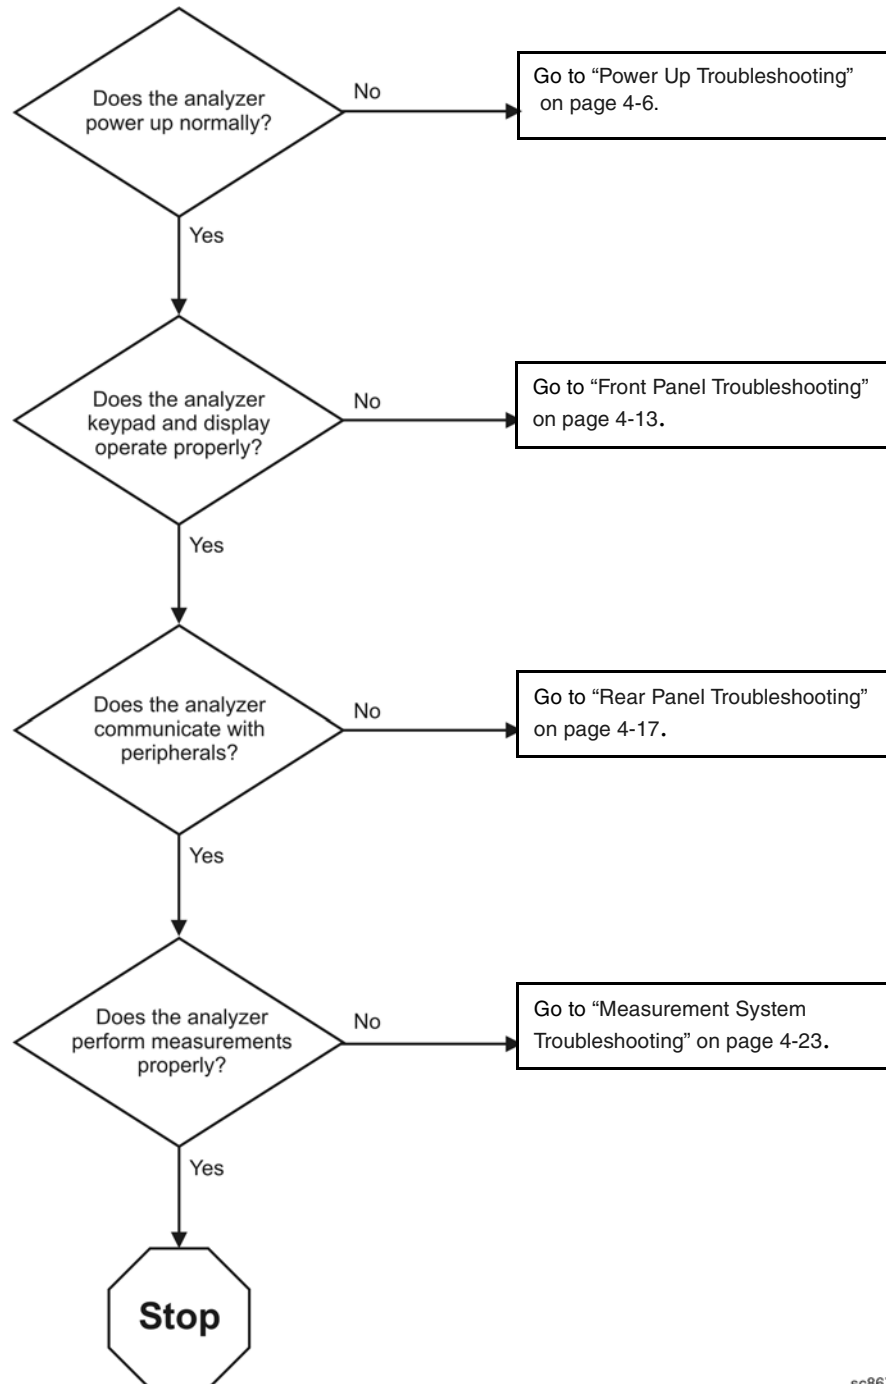 Does the analyzer
power up normally?
No
Go to “Power Up Troubleshooting”
on page 4-6.
Yes
Does the analyzer
keypad and display
operate properly?
No
Go to “Front Panel Troubleshooting”
on page 4-13.
Yes
Does the analyzer
communicate with
peripherals?
No
Go to “Rear Panel Troubleshooting”
on page 4-17.
Yes
Does the analyzer
perform measurements
properly?
No
Go to “Measurement System
Troubleshooting” on page 4-23.
Yes
Stop